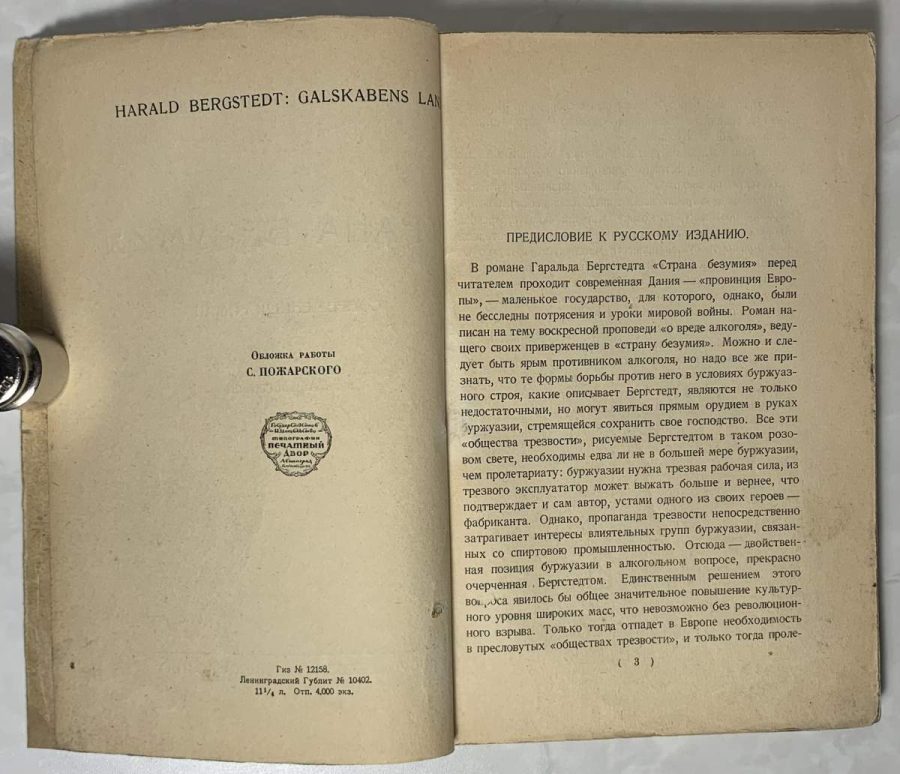 HARALD BERGSTEDT: GALSKABENS LAN
Обложка работы
С. ПОЖАРСКОГО
типография
ПЕЧАТНЫЙ
ДВОР
Гиз № 12158.
Ленинградский Гублит № 10402.
11¹/₄ л. Отп. 4.000 экз.
ПРЕДИСЛОВИЕ К РУССКОМУ ИЗДАНИЮ.
В романе Гаральда Бергстедта «Страна безумия» перед
читателем проходит современная Дания — «провинция Евро-
пы», — маленькое государство, для которого, однако, были
не бесследны потрясения и уроки мировой войны. Роман на-
писан на тему воскресной проповеди «о вреде алкоголя», веду-
щего своих приверженцев в «страну безумия». Можно и сле-
дует быть ярым противником алкоголя, но надо все же при-
знать, что те формы борьбы против него в условиях буржуаз-
ного строя, какие описывает Бергстедт, являются не только
недостаточными, но могут явиться прямым орудием в руках
буржуазии, стремящейся сохранить свое господство. Все эти
«общества трезвости», рисуемые Бергстедтом в таком розо-
вом свете, необходимы едва ли не в большей мере буржуазии,
чем пролетариату: буржуазии нужна трезвая рабочая сила, из
трезвого эксплуататор может выжать больше и вернее, что
подтверждает и сам автор, устами одного из своих героев —
фабриканта. Однако, пропаганда трезвости непосредственно
затрагивает интересы влиятельных групп буржуазии, связан-
ных со спиртовою промышленностью. Отсюда — двойствен-
ная позиция буржуазии в алкогольном вопросе, прекрасно
очерченная Бергстедтом. Единственным решением этого
вопроса явилось бы общее значительное повышение культур-
ного уровня широких масс, что невозможно без революцион-
ного взрыва. Только тогда отпадет в Европе необходимость
в пресловутых «обществах трезвости», и только тогда проле-
( 3 )